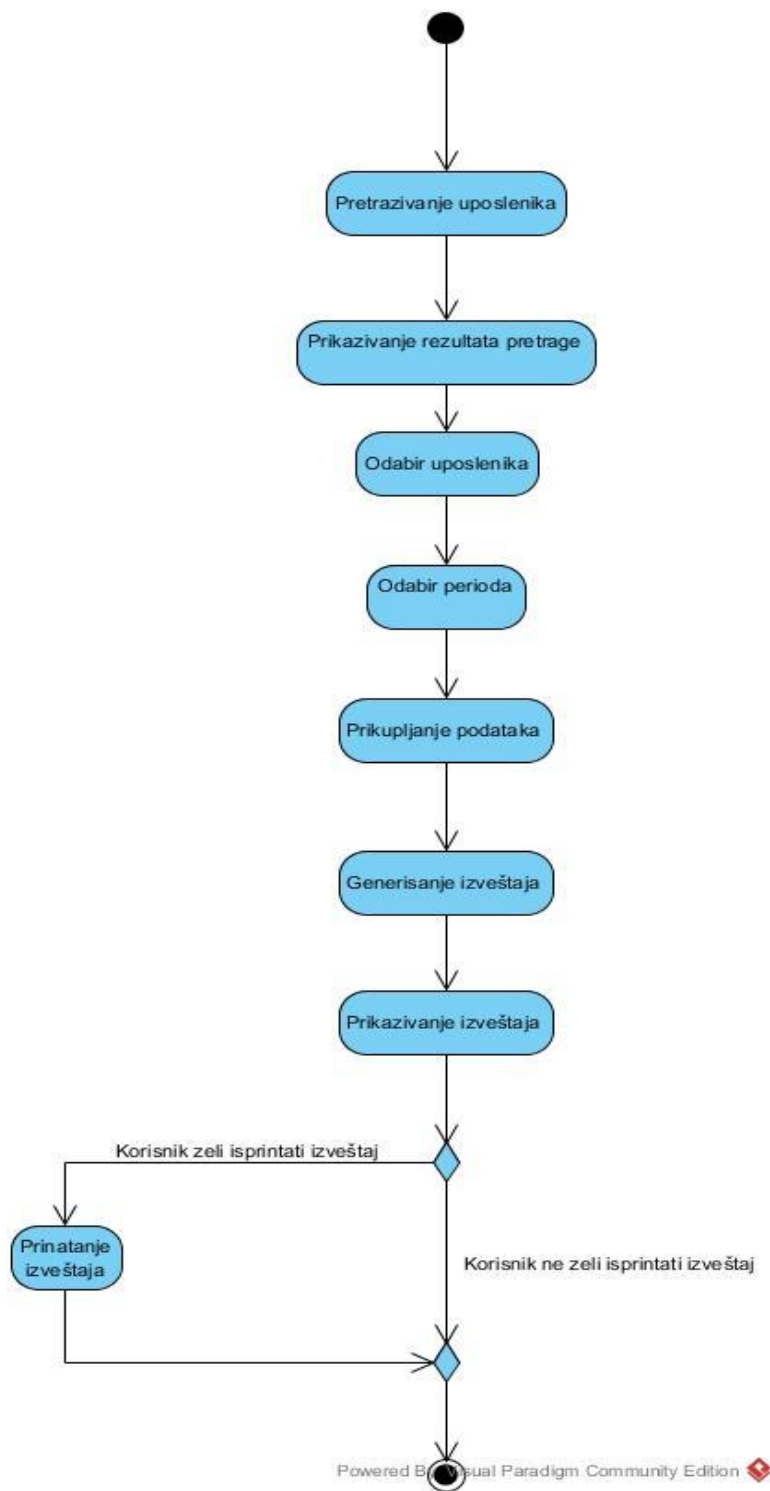 Pretrazivanje uposlenika
Prikazivanje rezultata pretrage
Odabir uposlenika
Odabir perioda
Prikupljanje podataka
Generisanje izveštaja
Prikazivanje izveštaja
Korisnik zeli isprintati izveštaj
Prinatanje
izveštaja
Korisnik ne zeli isprintati izveštaj
Powered By Visual Paradigm Community Edition